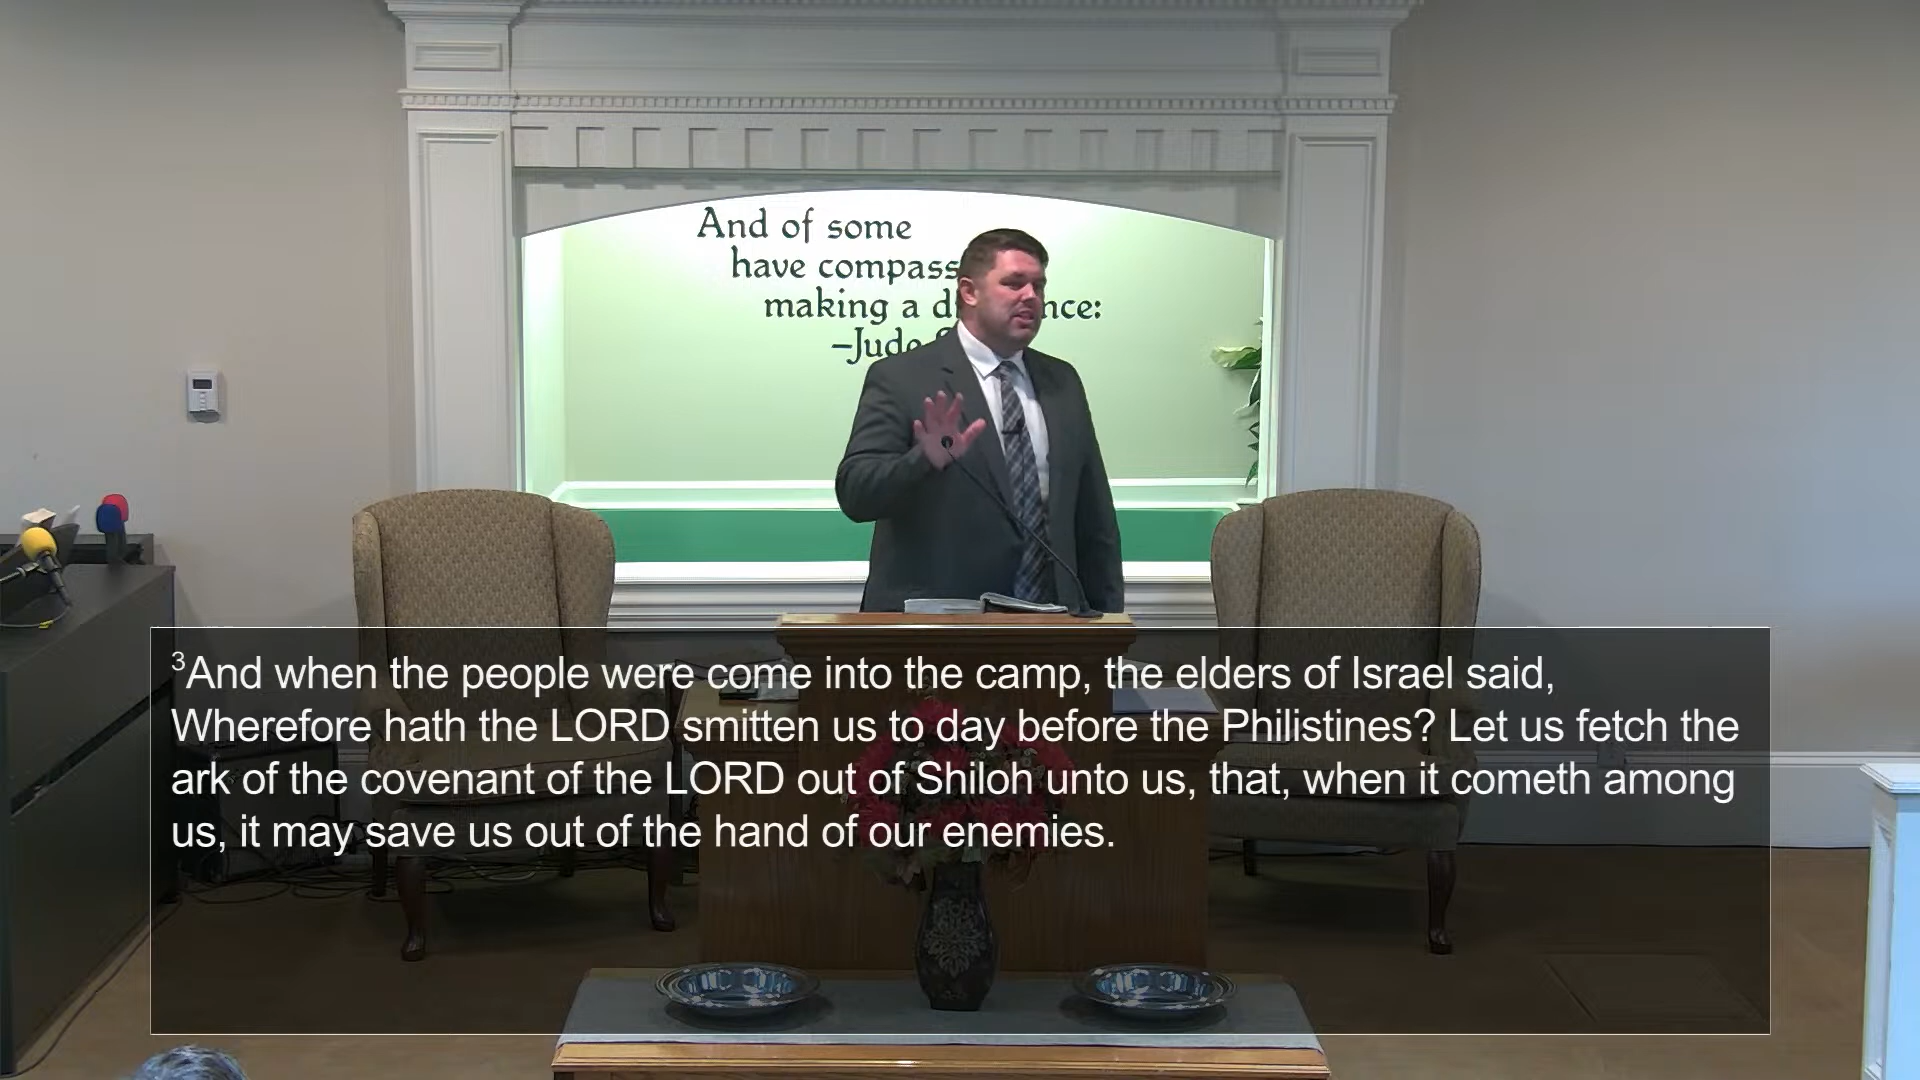 And of some
have compass
making a d nce:
–Jude
³And when the people were come into the camp, the elders of Israel said,
Wherefore hath the LORD smitten us to day before the Philistines? Let us fetch the
ark of the covenant of the LORD out of Shiloh unto us, that, when it cometh among
us, it may save us out of the hand of our enemies.